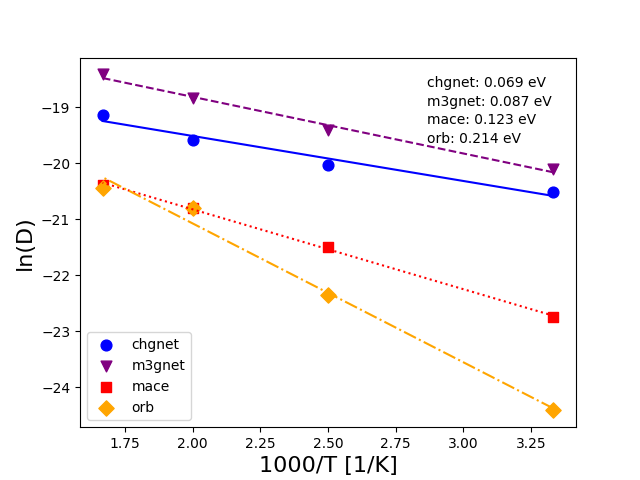 chgnet: 0.069 eV
m3gnet: 0.087 eV
mace: 0.123 eV
orb: 0.214 eV
−19
−20
−21
−22
−23
−24
ln(D)
chgnet
m3gnet
mace
orb
1.75 2.00 2.25 2.50 2.75 3.00 3.25
1000/T [1/K]